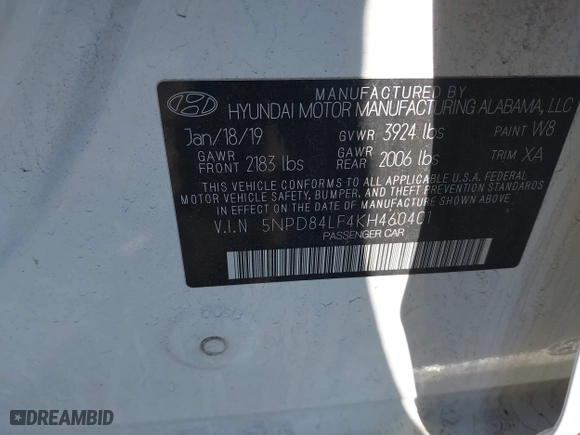 MANUFACTURED BY
HYUNDAI MOTOR MANUFACTURING ALABAMA, LLC
Jan/18/19 GVWR 3924 lbs PAINT W8
GAWR FRONT 2183 lbs GAWR REAR 2006 lbs TRIM XA
THIS VEHICLE CONFORMS TO ALL APPLICABLE U.S.A. FEDERAL
MOTOR VEHICLE SAFETY, BUMPER, AND THEFT PREVENTION STANDARDS
IN EFFECT ON THE DATE OF MANUFACTURE SHOWN ABOVE.
V.I.N 5NPD84LF4KH460401
PASSENGER CAR
DREAMBID